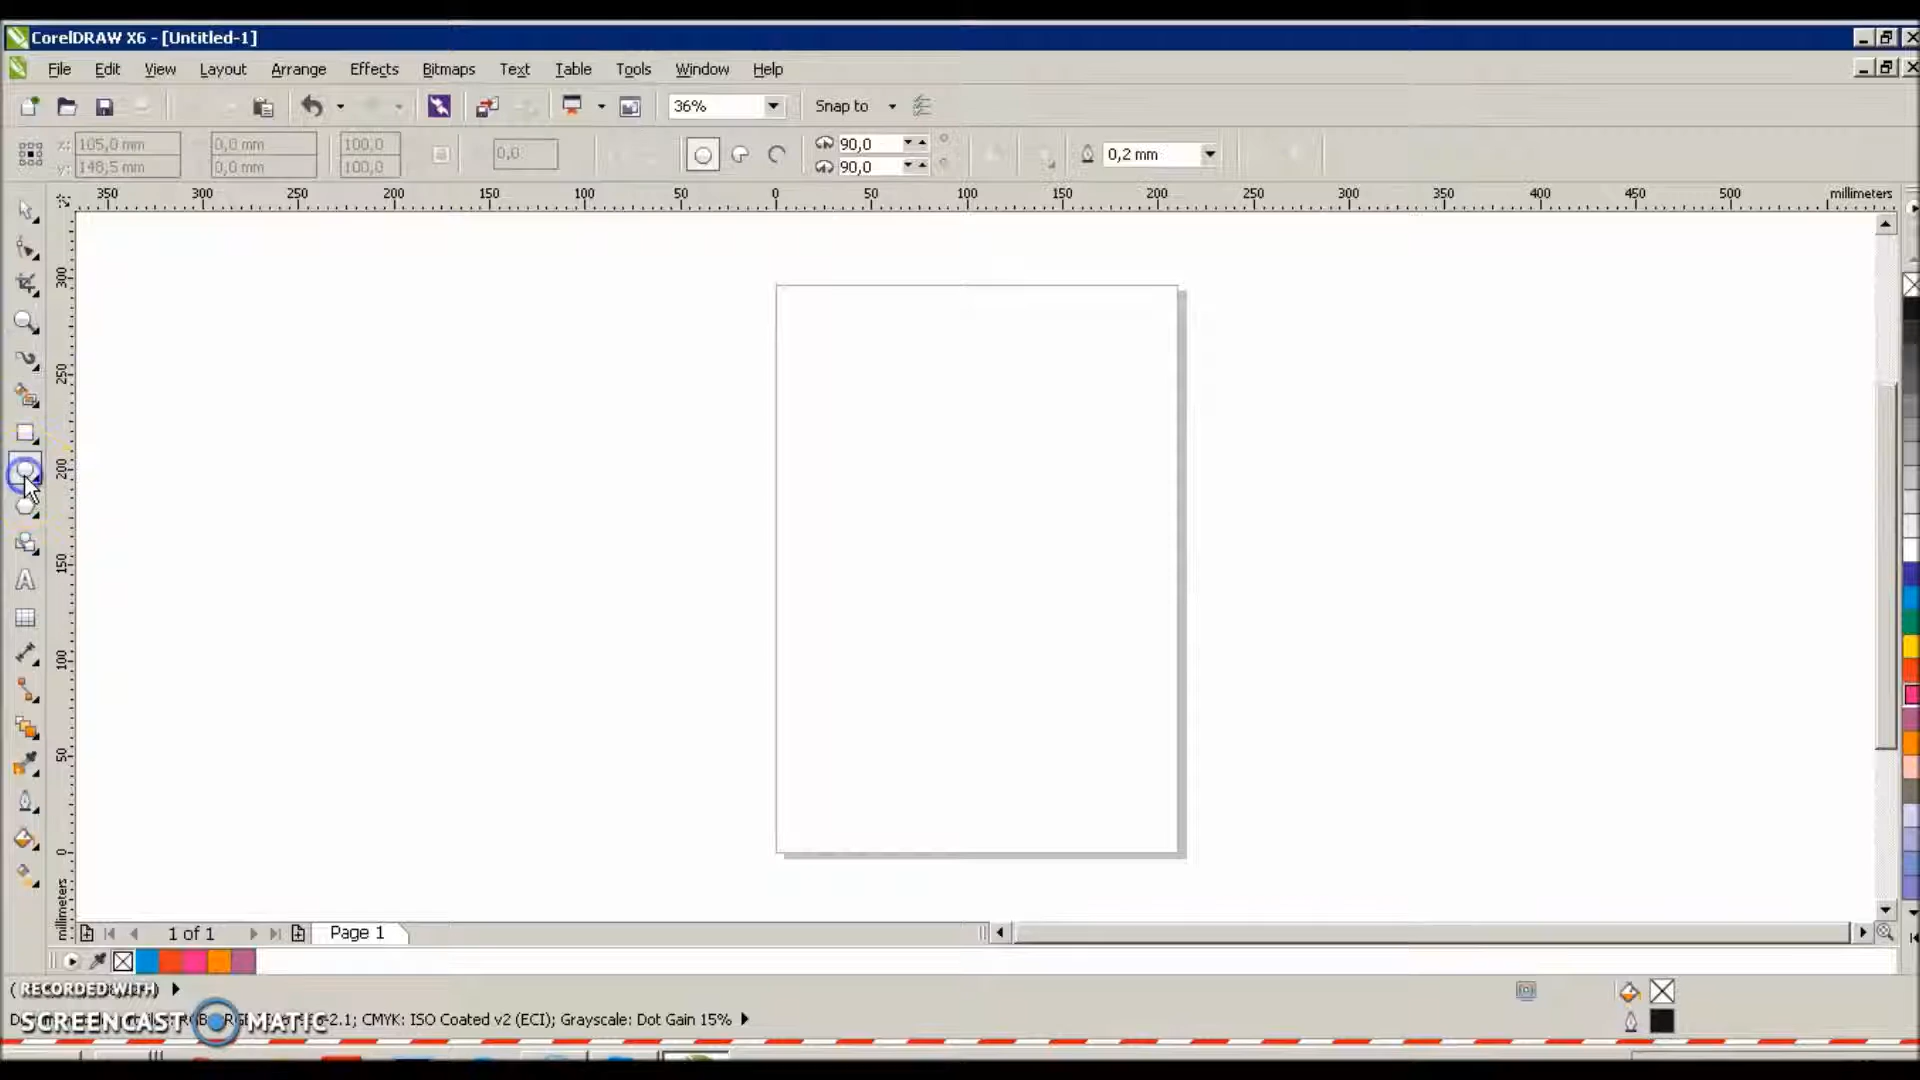 CorelDRAW X6 - [Untitled-1]
File Edit View Layout Arrange Effects Bitmaps Text Table Tools Window Help
36% Snap to
x: 105,0 mm 0,0 mm 100,0 0,0 90,0 0,2 mm
y: 148,5 mm 0,0 mm 100,0 90,0
350 300 250 200 150 100 50 0 50 100 150 200 250 300 350 400 450 500 millimeters
300
250
200
150
100
50
0
millimeters
1 of 1 Page 1
RECORDED WITH
SCREENCAST MATIC
-2.1; CMYK: ISO Coated v2 (ECI); Grayscale: Dot Gain 15%